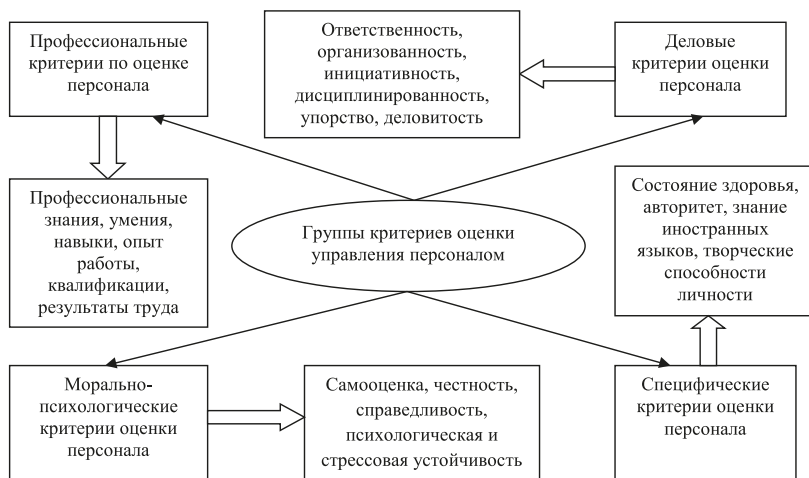 Профессиональные
критерии по оценке
персонала
Ответственность,
организованность,
инициативность,
дисциплинированность,
упорство, деловитость
Деловые
критерии оценки
персонала
Профессиональные
знания, умения,
навыки, опыт
работы,
квалификации,
результаты труда
Группы критериев оценки
управления персоналом
Состояние здоровья,
авторитет, знание
иностранных
языков, творческие
способности
личности
Морально-
психологические
критерии оценки
персонала
Самооценка, честность,
справедливость,
психологическая и
стрессовая устойчивость
Специфические
критерии оценки
персонала